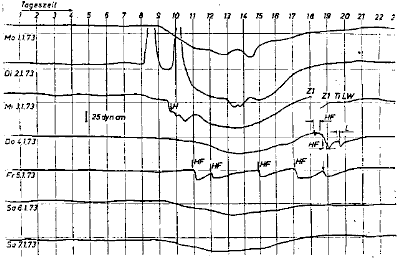 Tageszeit
1 2 3 4 5 6 7 8 9 10 11 12 13 14 15 16 17 18 19 20 21 22 2
Mo 1.1.73
Di 2.1.73
ZI
Mi 3.1.73
H
Z1 Ti LW
25 dyn cm
HF
Do 4.1.73
L
HF
Fr 5.1.73
HF HF HF HF
Sa 6.1.73
Sa 7.1.73